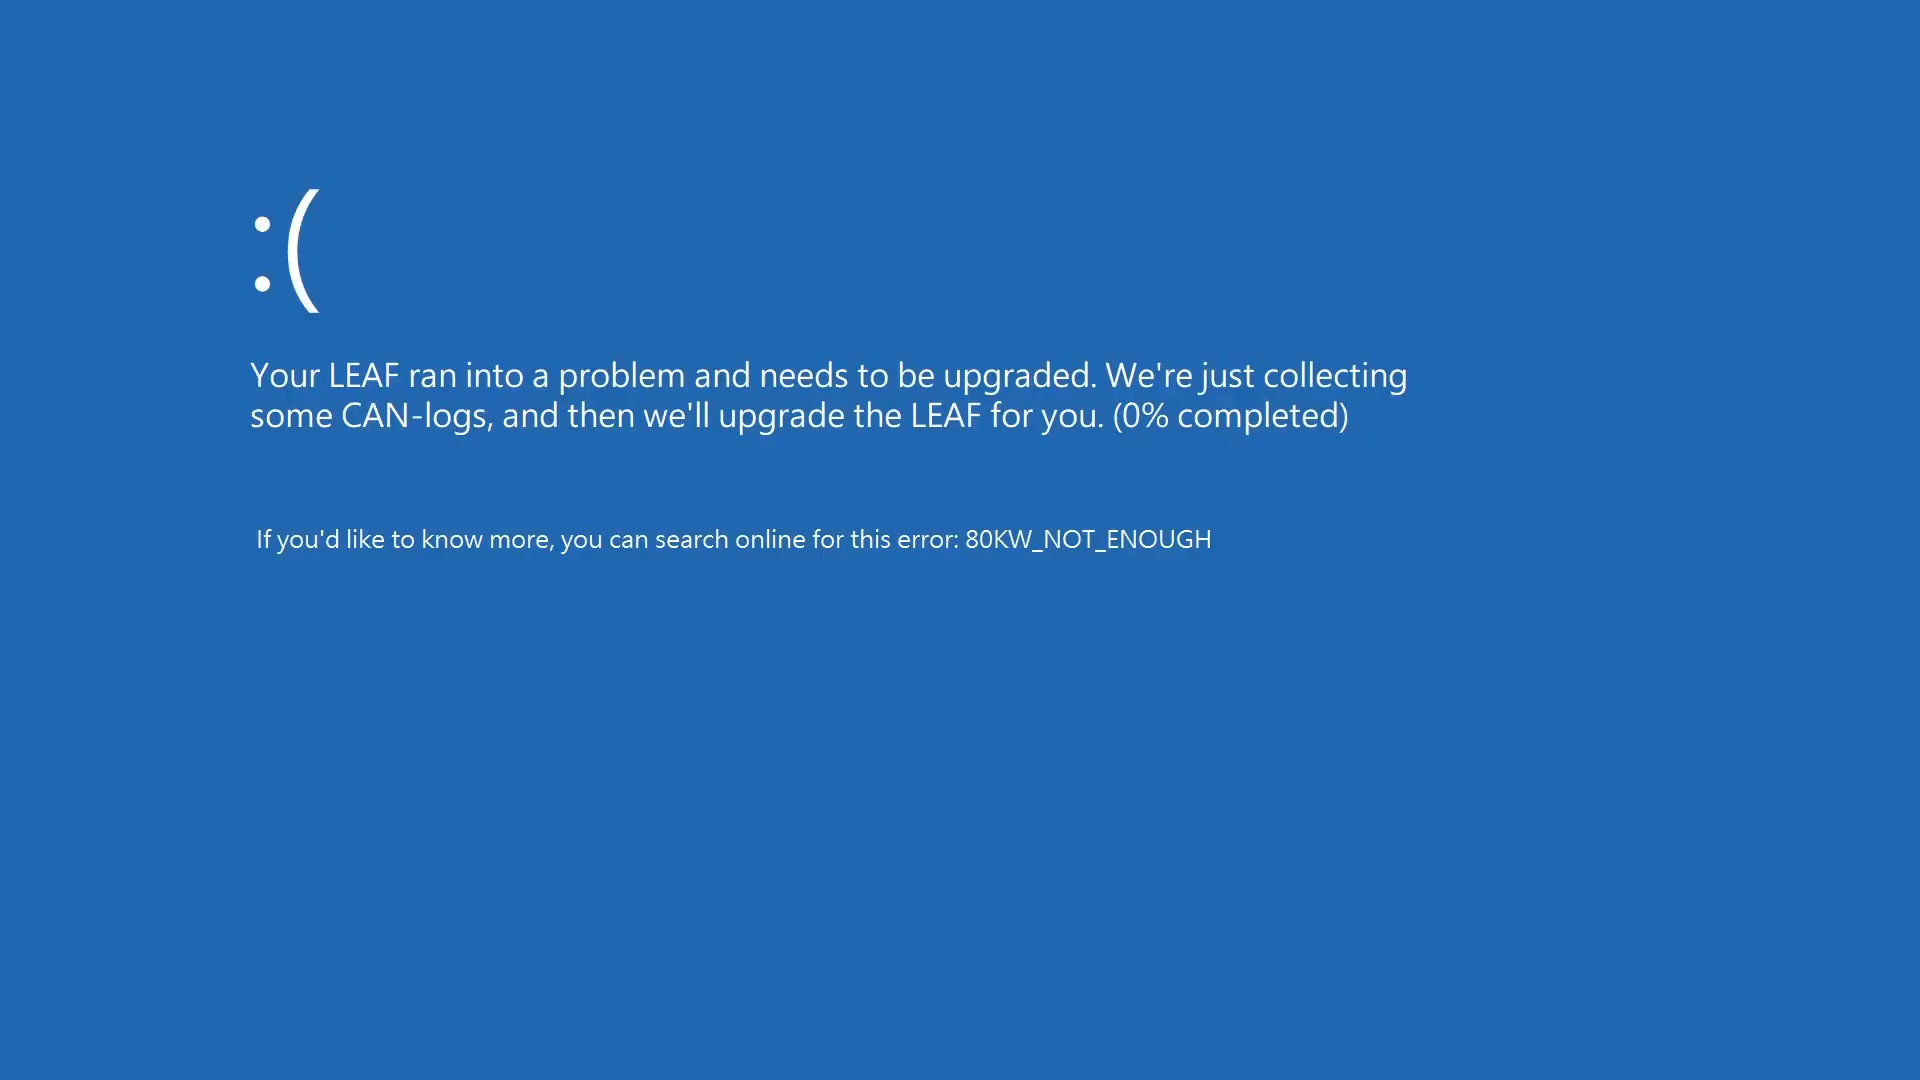 :(
Your LEAF ran into a problem and needs to be upgraded. We're just collecting
some CAN-logs, and then we'll upgrade the LEAF for you. (0% completed)
If you'd like to know more, you can search online for this error: 80KW_NOT_ENOUGH